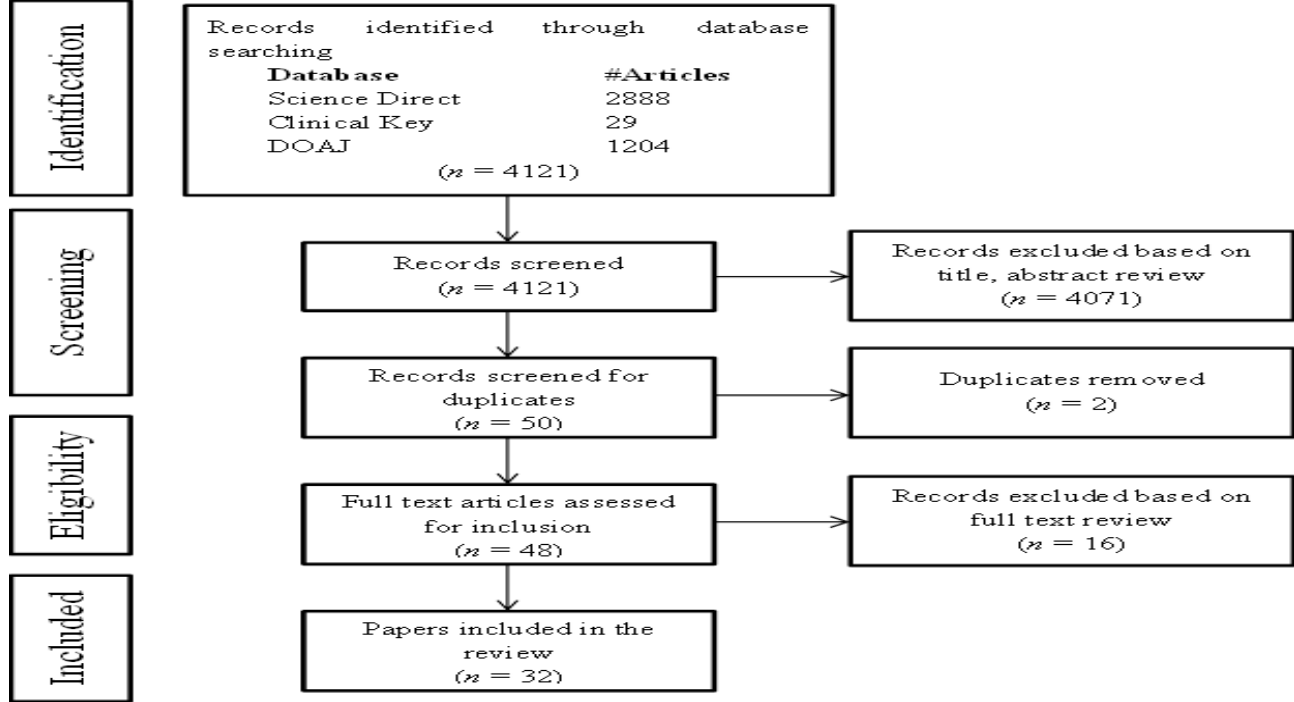 Identification
Records identified through database
searching
Database #Articles
Science Direct 2888
Clinical Key 29
DOAJ 1204
(n = 4121)
Screening
Records screened
(n = 4121)
Records excluded based on
title, abstract review
(n = 4071)
Records screened for
duplicates
(n = 50)
Duplicates removed
(n = 2)
Eligibility
Full text articles assessed
for inclusion
(n = 48)
Records excluded based on
full text review
(n = 16)
Included
Papers included in the
review
(n = 32)